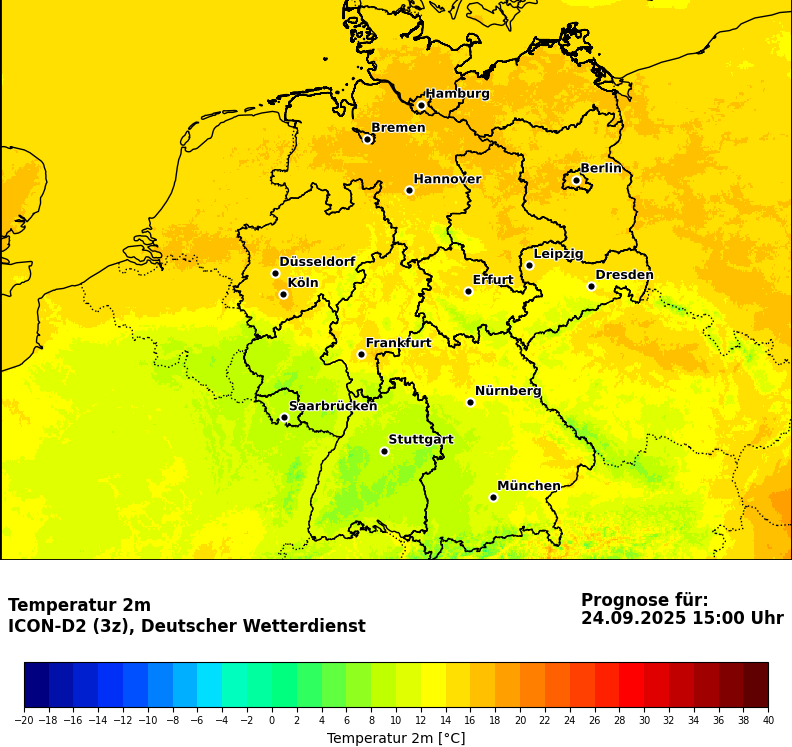 Hamburg
Bremen
Berlin
Hannover
Leipzig
Düsseldorf
Dresden
Köln
Erfurt
Frankfurt
Nürnberg
Saarbrücken
Stuttgart
München
Temperatur 2m
ICON-D2 (3z), Deutscher Wetterdienst
Prognose für:
24.09.2025 15:00 Uhr
−20 −18 −16 −14 −12 −10 −8 −6 −4 −2 0 2 4 6 8 10 12 14 16 18 20 22 24 26 28 30 32 34 36 38 40
Temperatur 2m [°C]